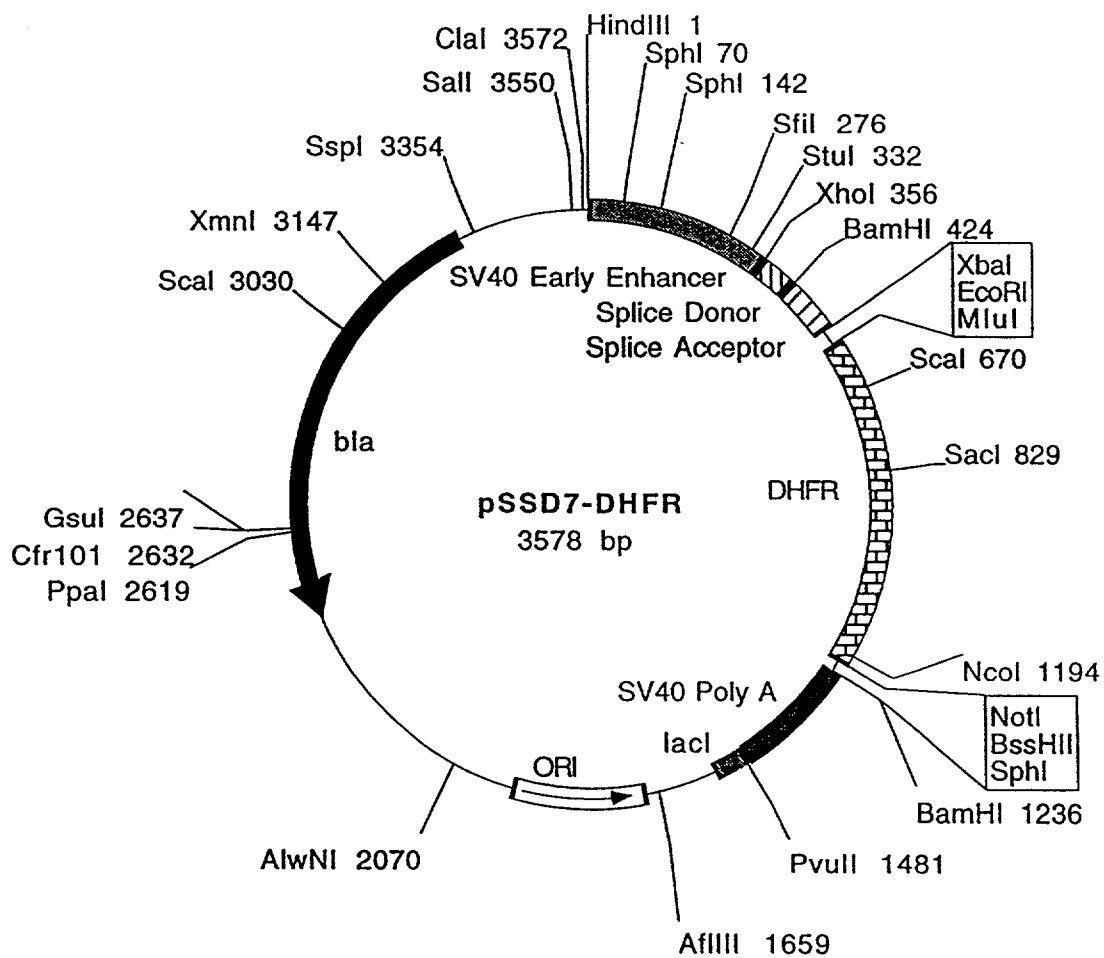 HindIII 1
ClaI 3572
SphI 70
SalI 3550
SphI 142
SfiI 276
SspI 3354
StuI 332
XhoI 356
XmnI 3147
BamHI 424
ScaI 3030
XbaI
EcoRI
MluI
SV40 Early Enhancer
Splice Donor
Splice Acceptor
ScaI 670
bla
SacI 829
DHFR
pSSD7-DHFR
3578 bp
GsuI 2637
Cfr101 2632
PpaI 2619
NcoI 1194
SV40 Poly A
NotI
BssHII
SphI
lacI
ORI
BamHI 1236
AlwNI 2070
PvuII 1481
AflIII 1659